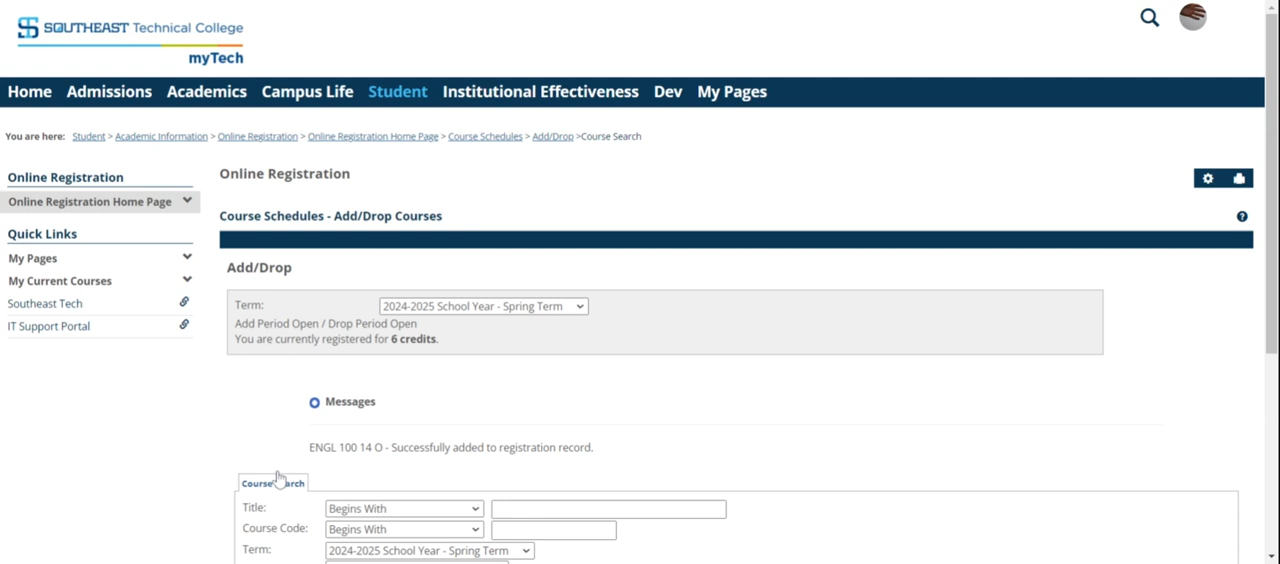 SOUTHEAST Technical College
myTech
Home Admissions Academics Campus Life Student Institutional Effectiveness Dev My Pages
You are here: Student > Academic Information > Online Registration > Online Registration Home Page > Course Schedules > Add/Drop >Course Search
Online Registration
Online Registration Home Page
Quick Links
My Pages
My Current Courses
Southeast Tech
IT Support Portal
Online Registration
Course Schedules - Add/Drop Courses
Add/Drop
Term: 2024-2025 School Year - Spring Term
Add Period Open / Drop Period Open
You are currently registered for 6 credits.
Messages
ENGL 100 14 O - Successfully added to registration record.
Course Search
Title: Begins With
Course Code: Begins With
Term: 2024-2025 School Year - Spring Term